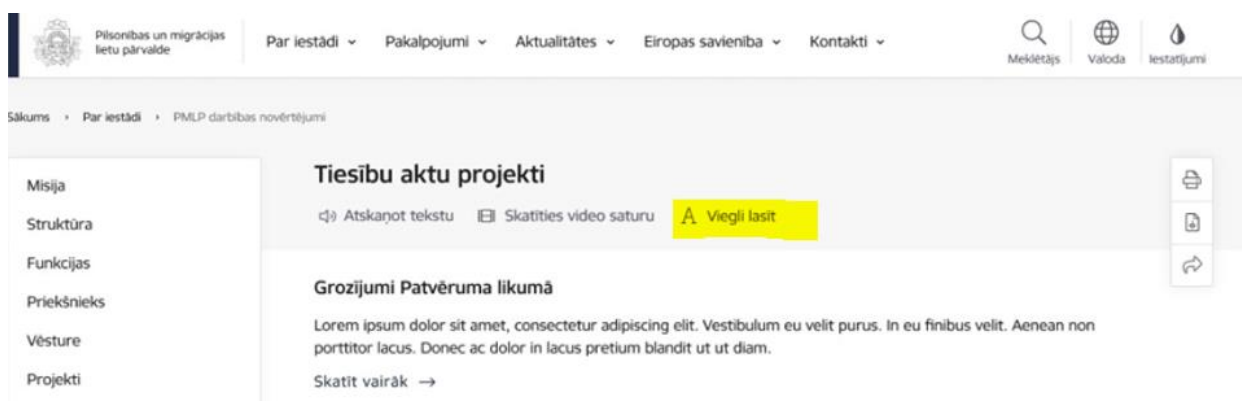 Pilsonības un migrācijas
lietu pārvalde
Par iestādi
Pakalpojumi
Aktualitātes
Eiropas savienība
Kontakti
Meklētājs
Valoda
Iestatījumi
Sākums › Par iestādi › PMLP darbības novērtējumi
Misija
Struktūra
Funkcijas
Priekšnieks
Vēsture
Projekti
Tiesību aktu projekti
Atskaņot tekstu
Skatīties video saturu
A Viegli lasīt
Grozījumi Patvēruma likumā
Lorem ipsum dolor sit amet, consectetur adipiscing elit. Vestibulum eu velit purus. In eu finibus velit. Aenean non
porttitor lacus. Donec ac dolor in lacus pretium blandit ut ut diam.
Skatīt vairāk →